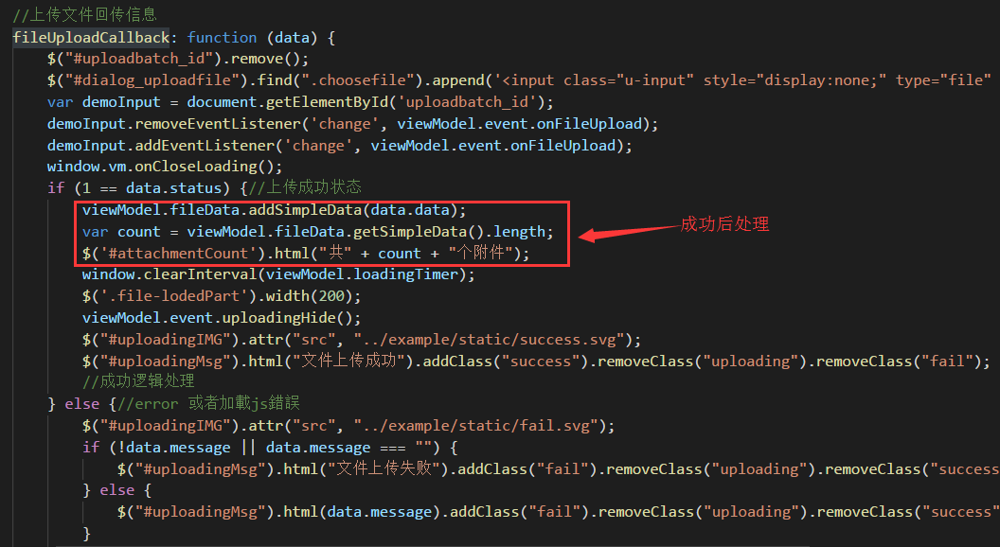 //上传文件回传信息
fileUploadCallback: function (data) {
$("#uploadbatch_id").remove();
$("#dialog_uploadfile").find(".choosefile").append('<input class="u-input" style="display:none;" type="file"
var demoInput = document.getElementById('uploadbatch_id');
demoInput.removeEventListener('change', viewModel.event.onFileUpload);
demoInput.addEventListener('change', viewModel.event.onFileUpload);
window.vm.onCloseLoading();
if (1 == data.status) {//上传成功状态
viewModel.fileData.addSimpleData(data.data);
var count = viewModel.fileData.getSimpleData().length;
成功后处理
$('#attachmentCount').html("共" + count + "个附件");
window.clearInterval(viewModel.loadingTimer);
$('.file-lodedPart').width(200);
viewModel.event.uploadingHide();
$("#uploadingIMG").attr("src", "../example/static/success.svg");
$("#uploadingMsg").html("文件上传成功").addClass("success").removeClass("uploading").removeClass("fail");
//成功逻辑处理
} else {//error 或者加載js錯誤
$("#uploadingIMG").attr("src", "../example/static/fail.svg");
if (!data.message || data.message === "") {
$("#uploadingMsg").html("文件上传失败").addClass("fail").removeClass("uploading").removeClass("success
} else {
$("#uploadingMsg").html(data.message).addClass("fail").removeClass("uploading").removeClass("success"
}